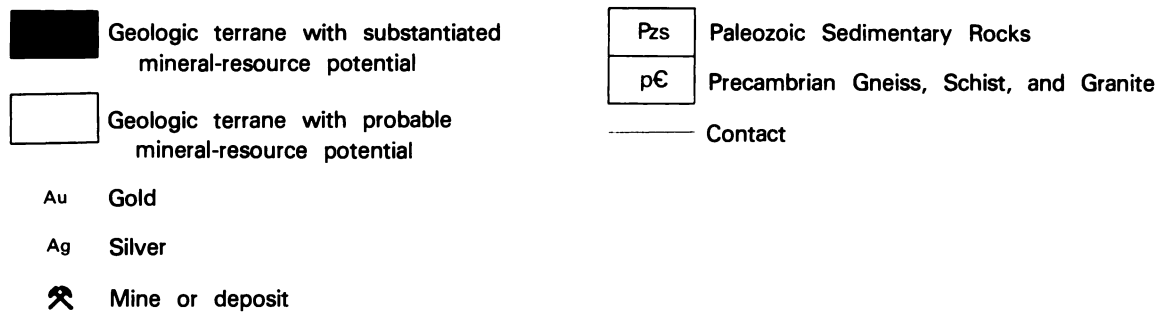 Geologic terrane with substantiated
mineral-resource potential
Geologic terrane with probable
mineral-resource potential
Au Gold
Ag Silver
Mine or deposit
Pzs Paleozoic Sedimentary Rocks
p€ Precambrian Gneiss, Schist, and Granite
Contact